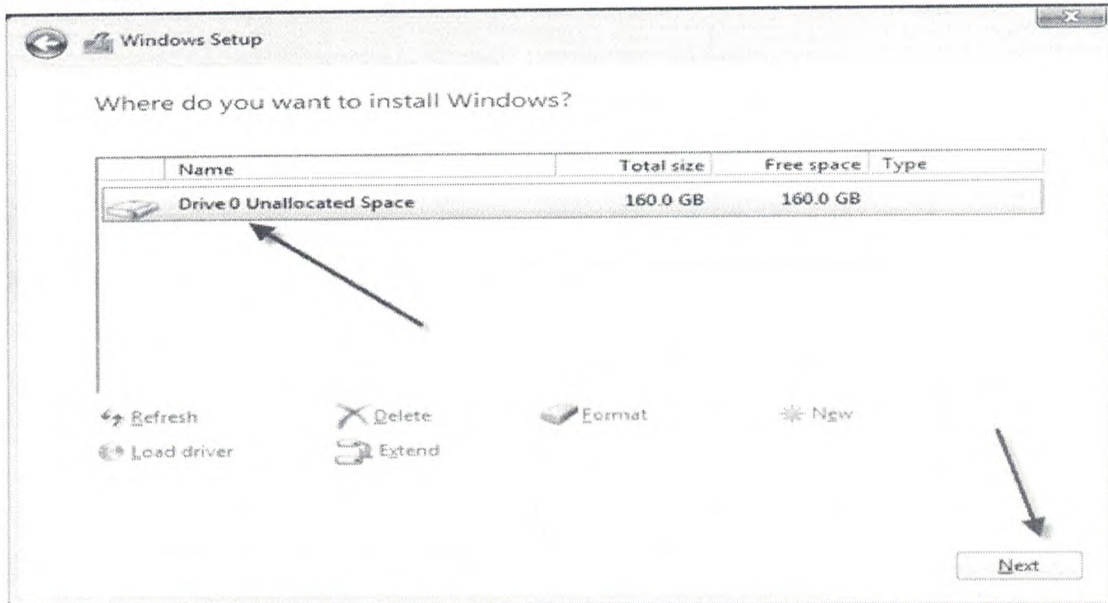 Windows Setup
Where do you want to install Windows?
Name Total size Free space Type
Drive 0 Unallocated Space 160.0 GB 160.0 GB
Refresh Delete Format New
Load driver Extend
Next